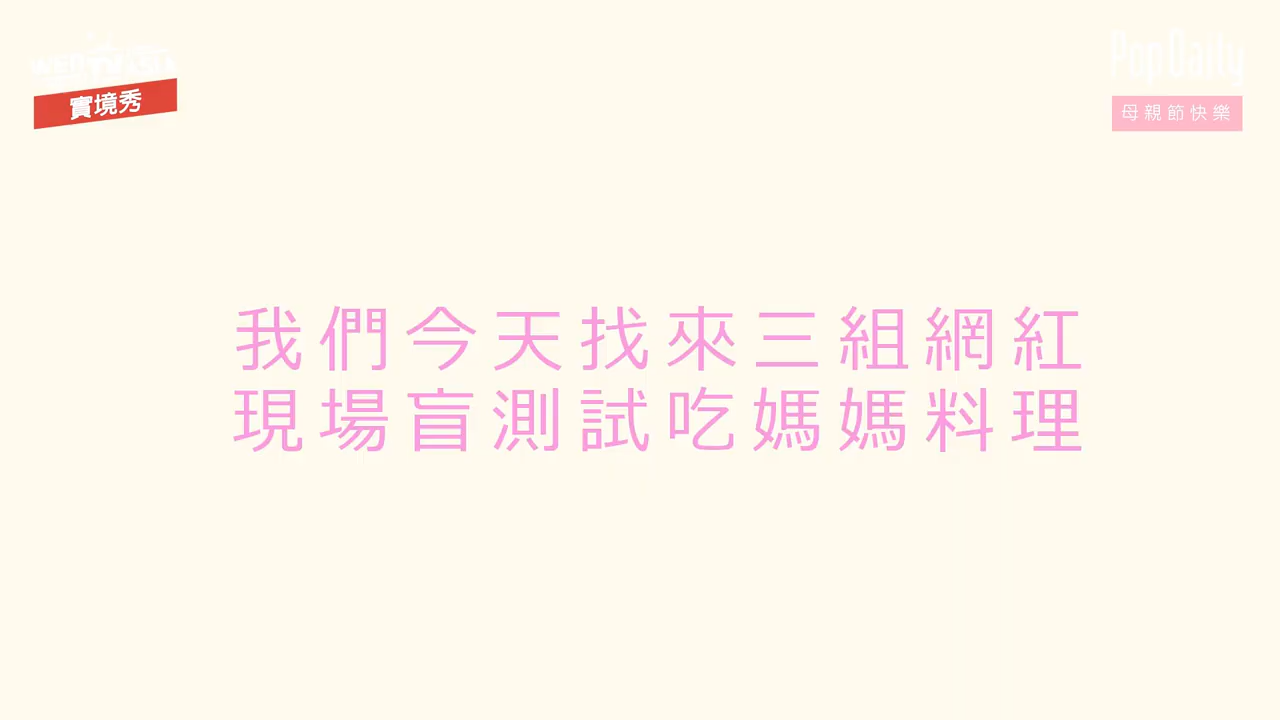 WEBTVASIA
實境秀
PopDaily
母親節快樂
我們今天找來三組網紅
現場盲測試吃媽媽料理